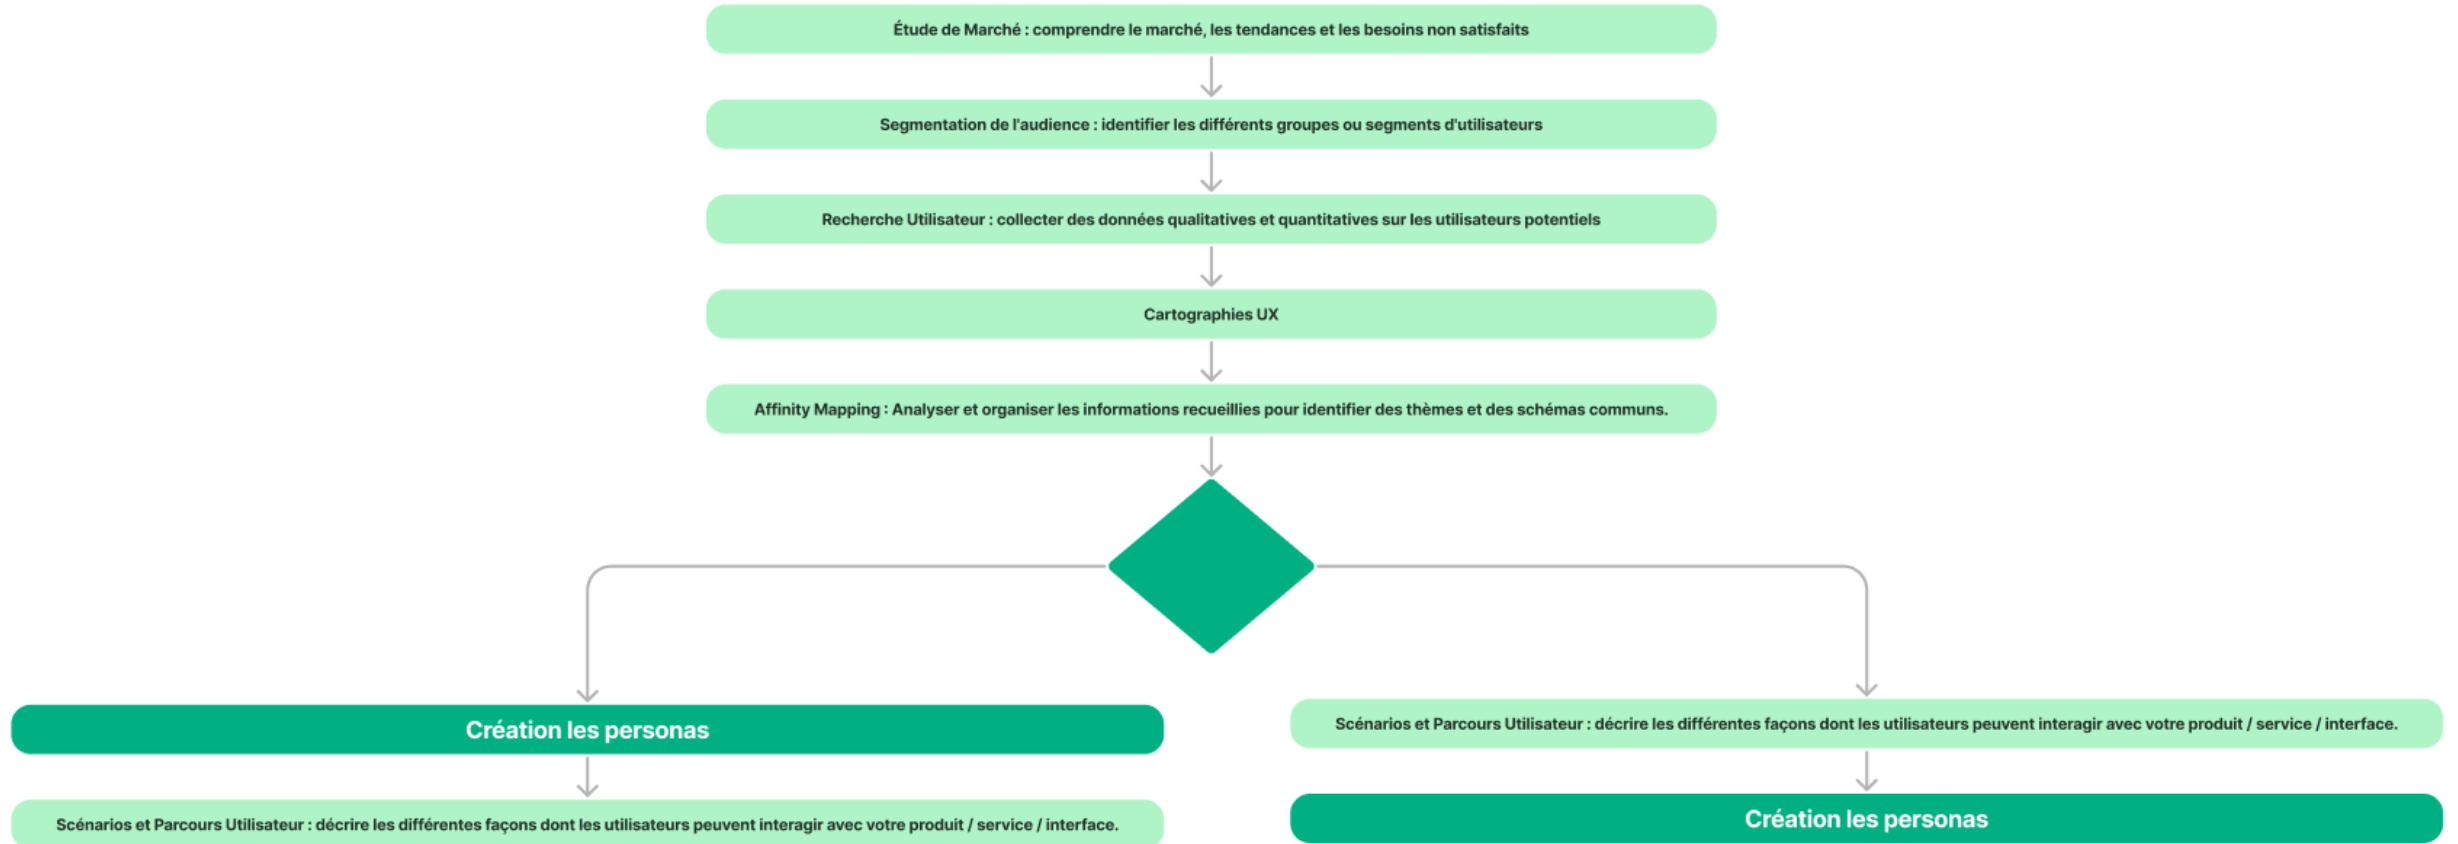 Étude de Marché : comprendre le marché, les tendances et les besoins non satisfaits
Segmentation de l'audience : identifier les différents groupes ou segments d'utilisateurs
Recherche Utilisateur : collecter des données qualitatives et quantitatives sur les utilisateurs potentiels
Cartographies UX
Affinity Mapping : Analyser et organiser les informations recueillies pour identifier des thèmes et des schémas communs.
Création les personas
Scénarios et Parcours Utilisateur : décrire les différentes façons dont les utilisateurs peuvent interagir avec votre produit / service / interface.
Scénarios et Parcours Utilisateur : décrire les différentes façons dont les utilisateurs peuvent interagir avec votre produit / service / interface.
Création les personas